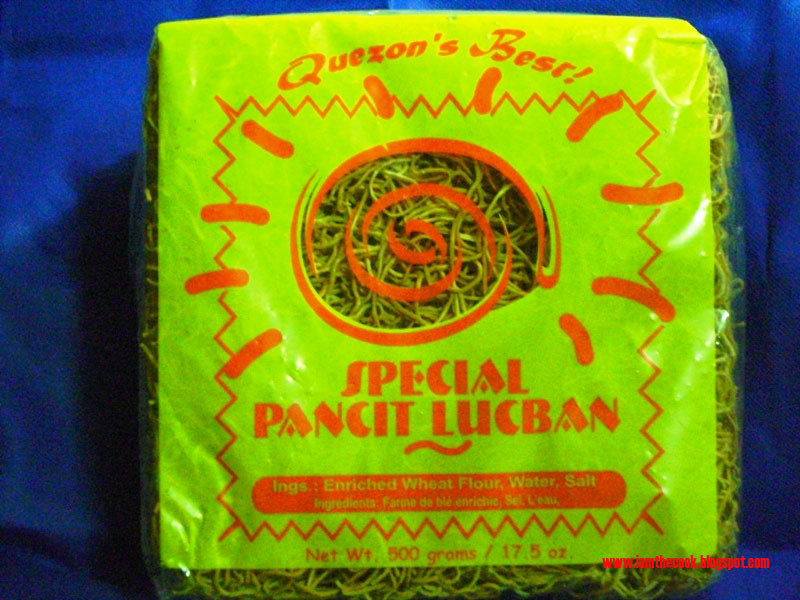 Quezon's Best!
SPECIAL
PANCIT LUCBAN
Ings.: Enriched Wheat Flour, Water, Salt
Ingredients: Farine de blé enrichie, Sel, L'eau,
Net Wt. 500 grams / 17.5 oz.
www.iamthecook.blogspot.com